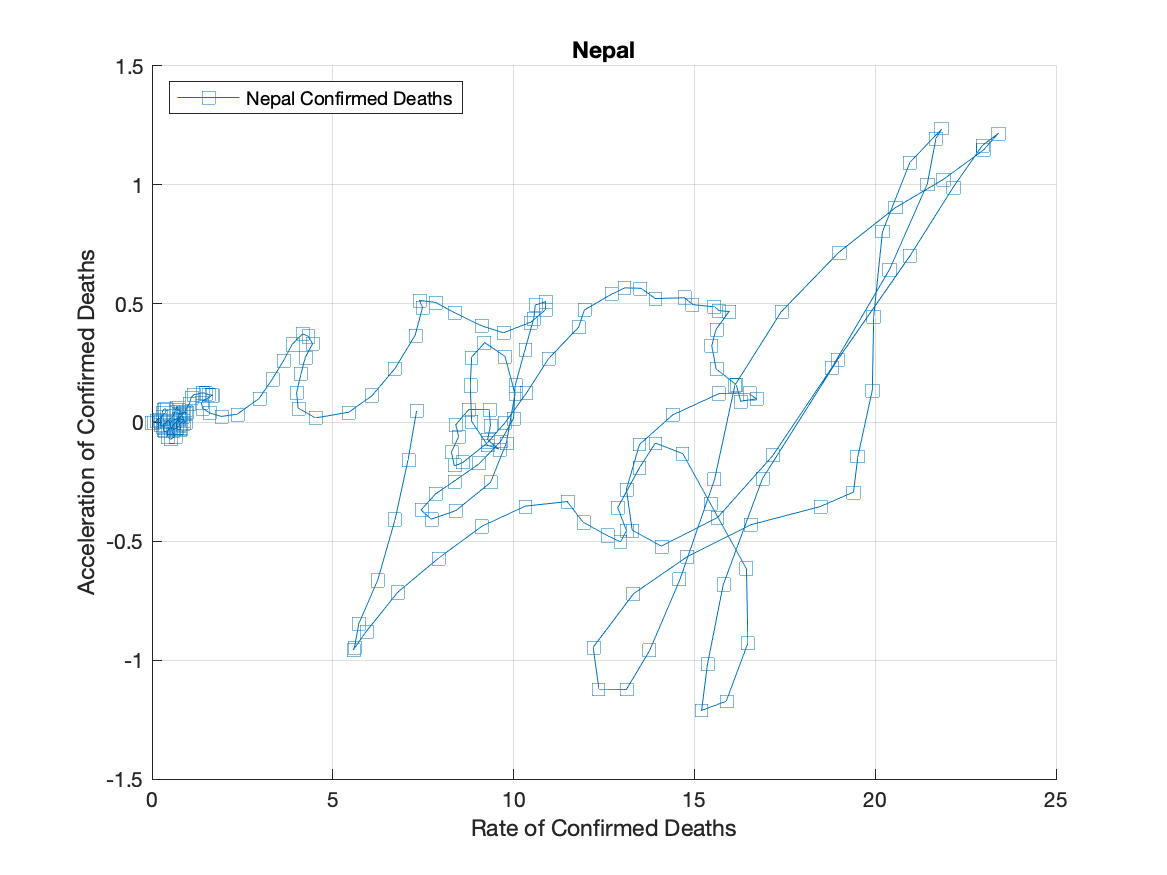 Nepal
1.5
Nepal Confirmed Deaths
1
0.5
0
-0.5
-1
-1.5
Acceleration of Confirmed Deaths
0 5 10 15 20 25
Rate of Confirmed Deaths